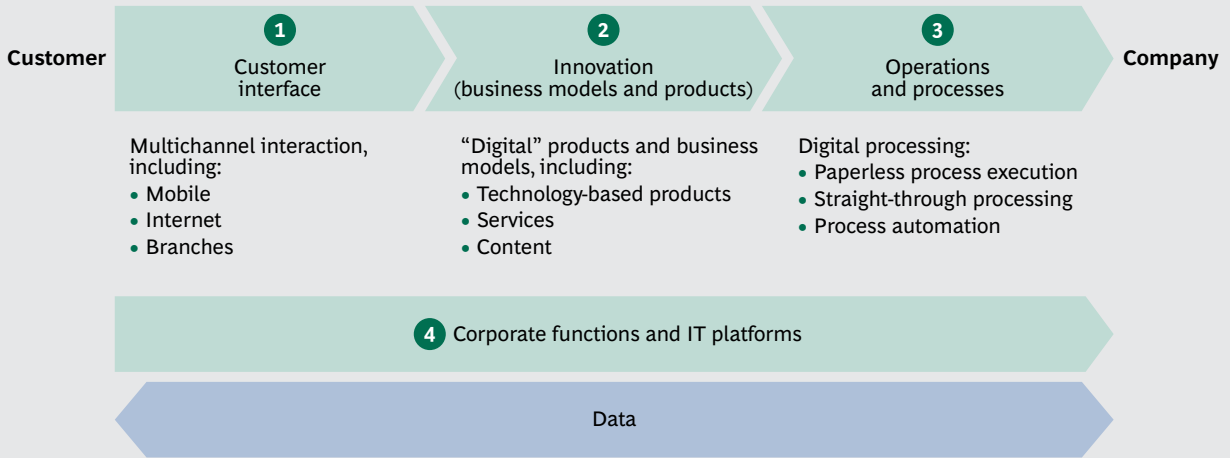 Customer
1
Customer
interface
2
Innovation
(business models and products)
3
Operations
and processes
Company
Multichannel interaction,
including:
• Mobile
• Internet
• Branches
“Digital” products and business
models, including:
• Technology-based products
• Services
• Content
Digital processing:
• Paperless process execution
• Straight-through processing
• Process automation
4 Corporate functions and IT platforms
Data